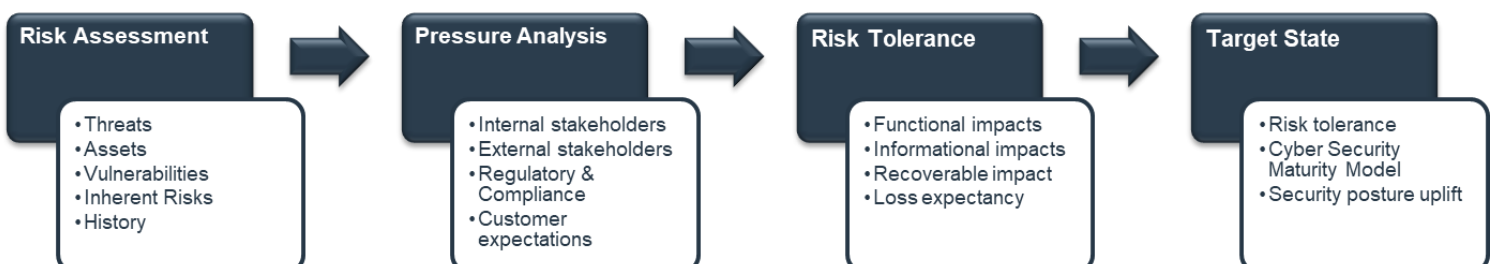 Risk Assessment
• Threats
• Assets
• Vulnerabilities
• Inherent Risks
• History
Pressure Analysis
• Internal stakeholders
• External stakeholders
• Regulatory &
Compliance
• Customer
expectations
Risk Tolerance
• Functional impacts
• Informational impacts
• Recoverable impact
• Loss expectancy
Target State
• Risk tolerance
• Cyber Security
Maturity Model
• Security posture uplift